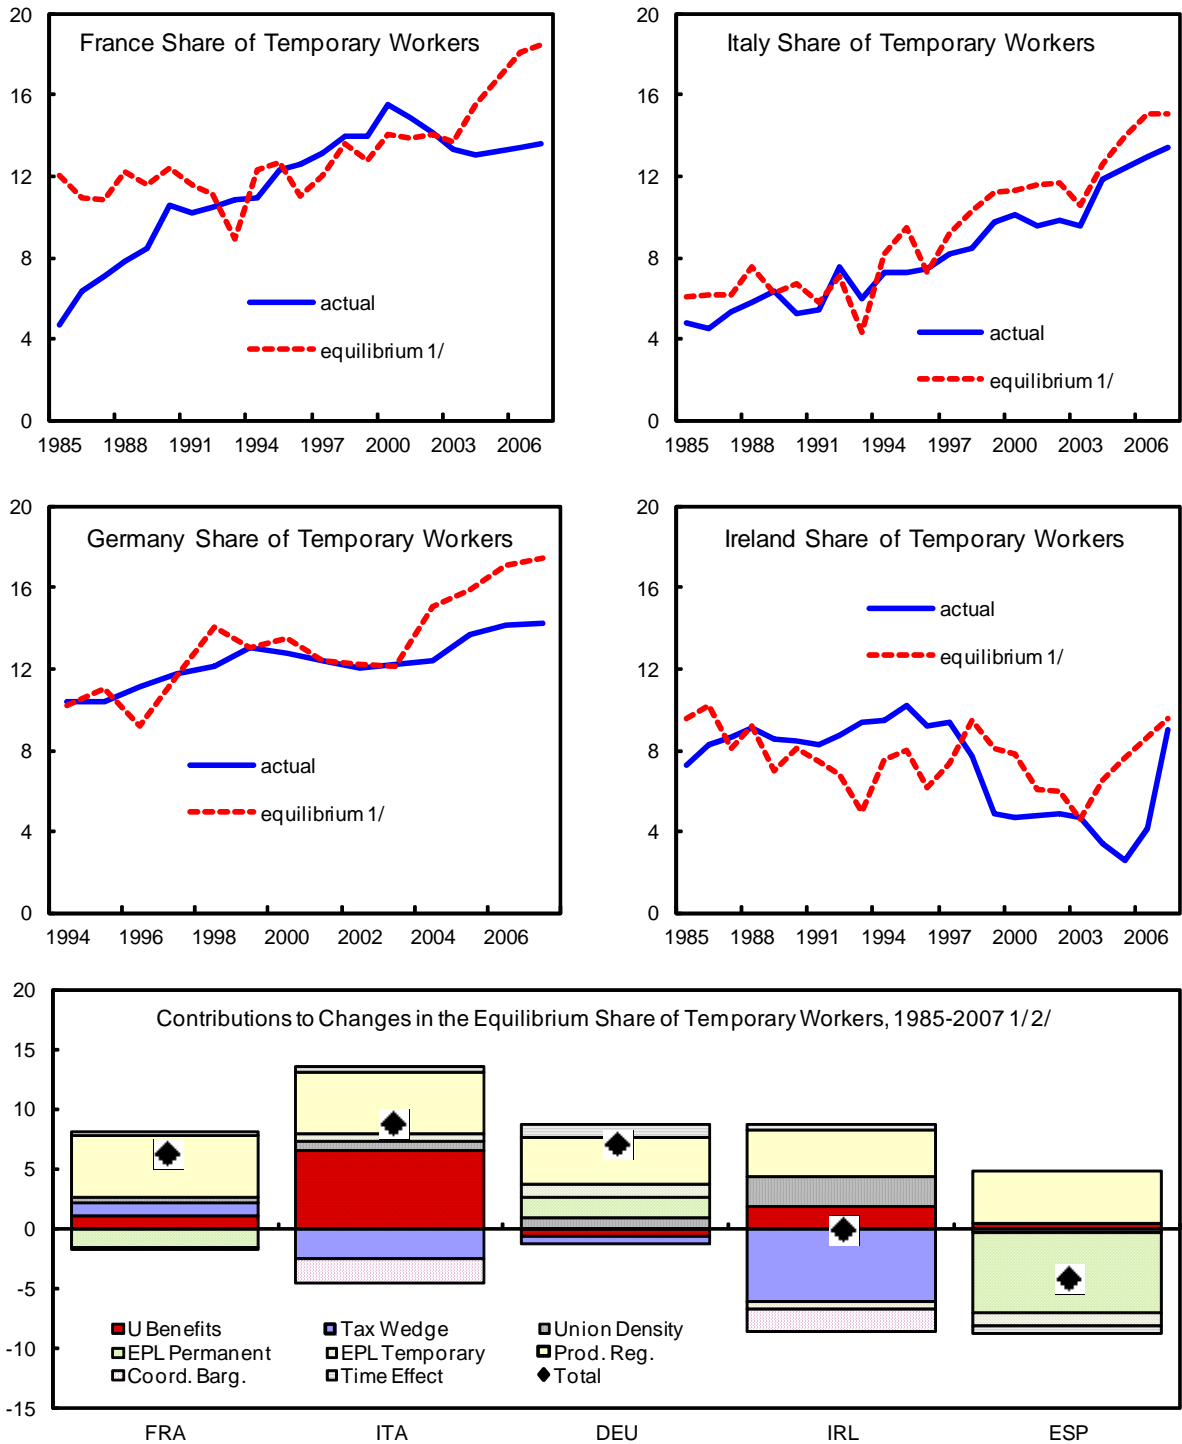 France Share of Temporary Workers
20
16
12
8
4
0
actual
equilibrium 1/
1985 1988 1991 1994 1997 2000 2003 2006
Italy Share of Temporary Workers
20
16
12
8
4
0
actual
equilibrium 1/
1985 1988 1991 1994 1997 2000 2003 2006
Germany Share of Temporary Workers
20
16
12
8
4
0
actual
equilibrium 1/
1994 1996 1998 2000 2002 2004 2006
Ireland Share of Temporary Workers
20
16
12
8
4
0
actual
equilibrium 1/
1985 1988 1991 1994 1997 2000 2003 2006
Contributions to Changes in the Equilibrium Share of Temporary Workers, 1985-2007 1/ 2/
20
15
10
5
0
-5
-10
-15
U Benefits Tax Wedge Union Density
EPL Permanent EPL Temporary Prod. Reg.
Coord. Barg. Time Effect Total
FRA ITA DEU IRL ESP